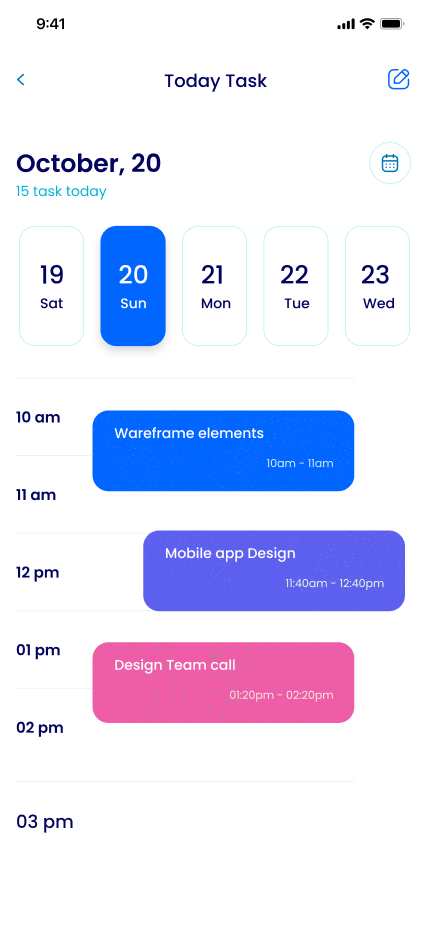 9:41
Today Task
October, 20
15 task today
19 20 21 22 23
Sat Sun Mon Tue Wed
10 am
Wareframe elements
10am - 11am
11 am
Mobile app Design
12 pm
11:40am - 12:40pm
01 pm
Design Team call
01:20pm - 02:20pm
02 pm
03 pm